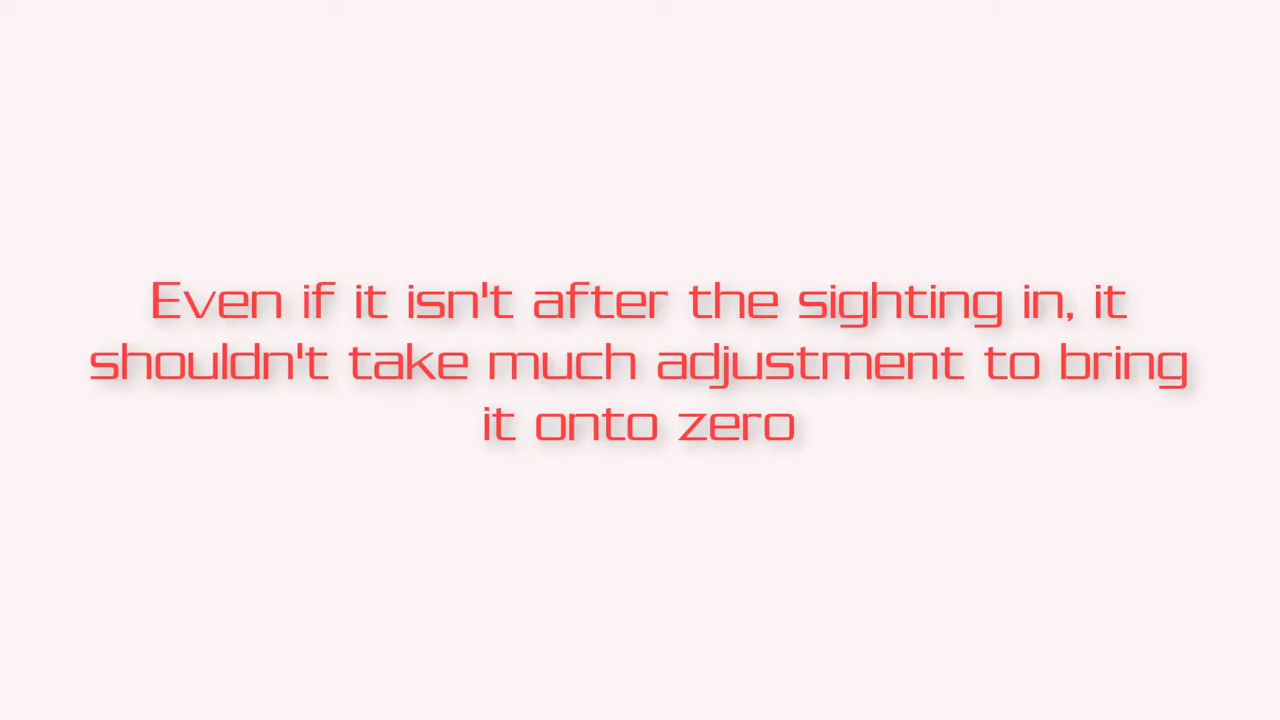 Even if it isn't after the sighting in, it
shouldn't take much adjustment to bring
it onto zero